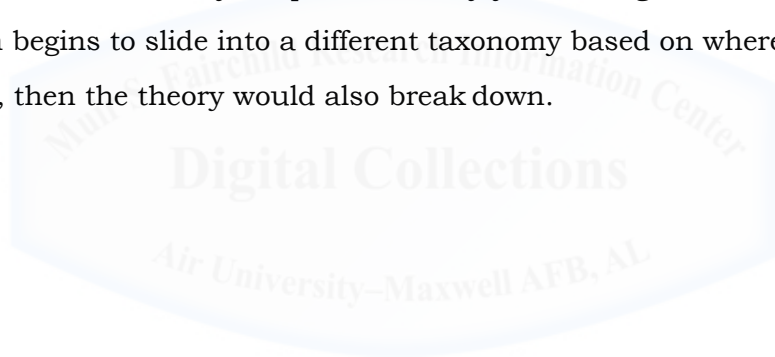 begins to slide into a different taxonomy based on where
, then the theory would also break down.
Muir S. Fairchild Research Information Center
Digital Collections
Air University–Maxwell AFB, AL